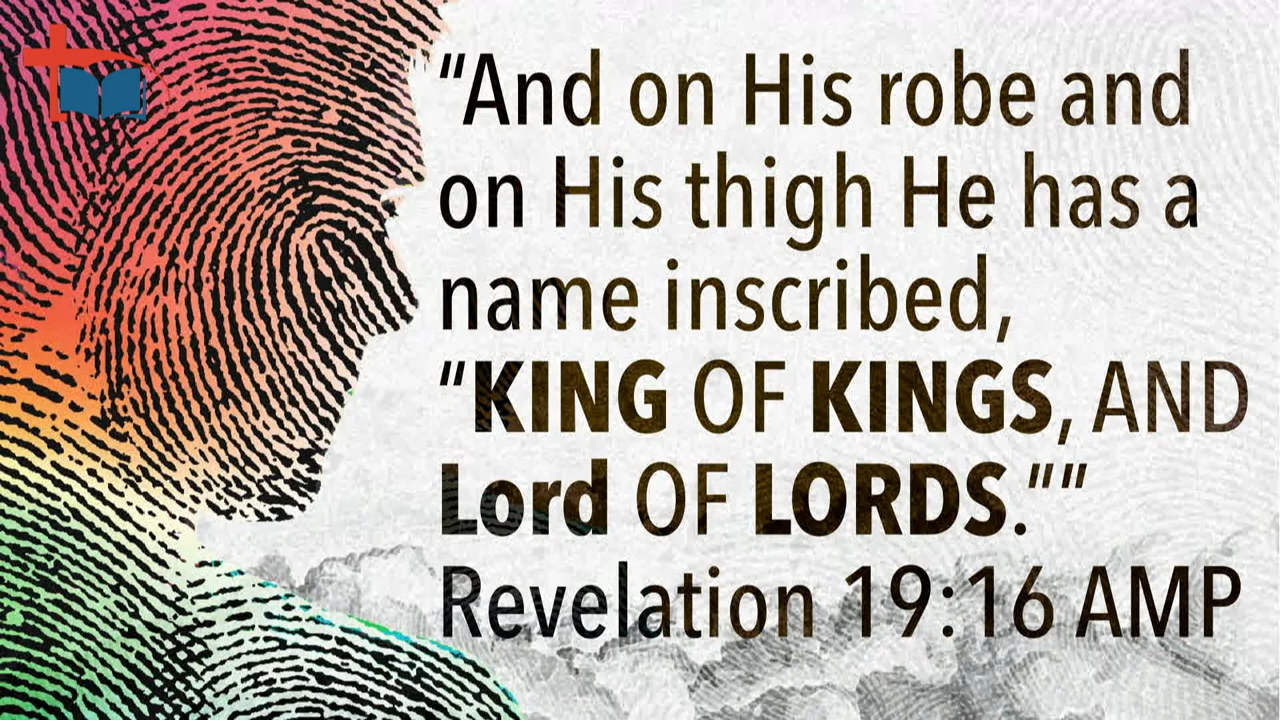 “And on His robe and
on His thigh He has a
name inscribed,
“KING OF KINGS, AND
Lord OF LORDS.””
Revelation 19:16 AMP